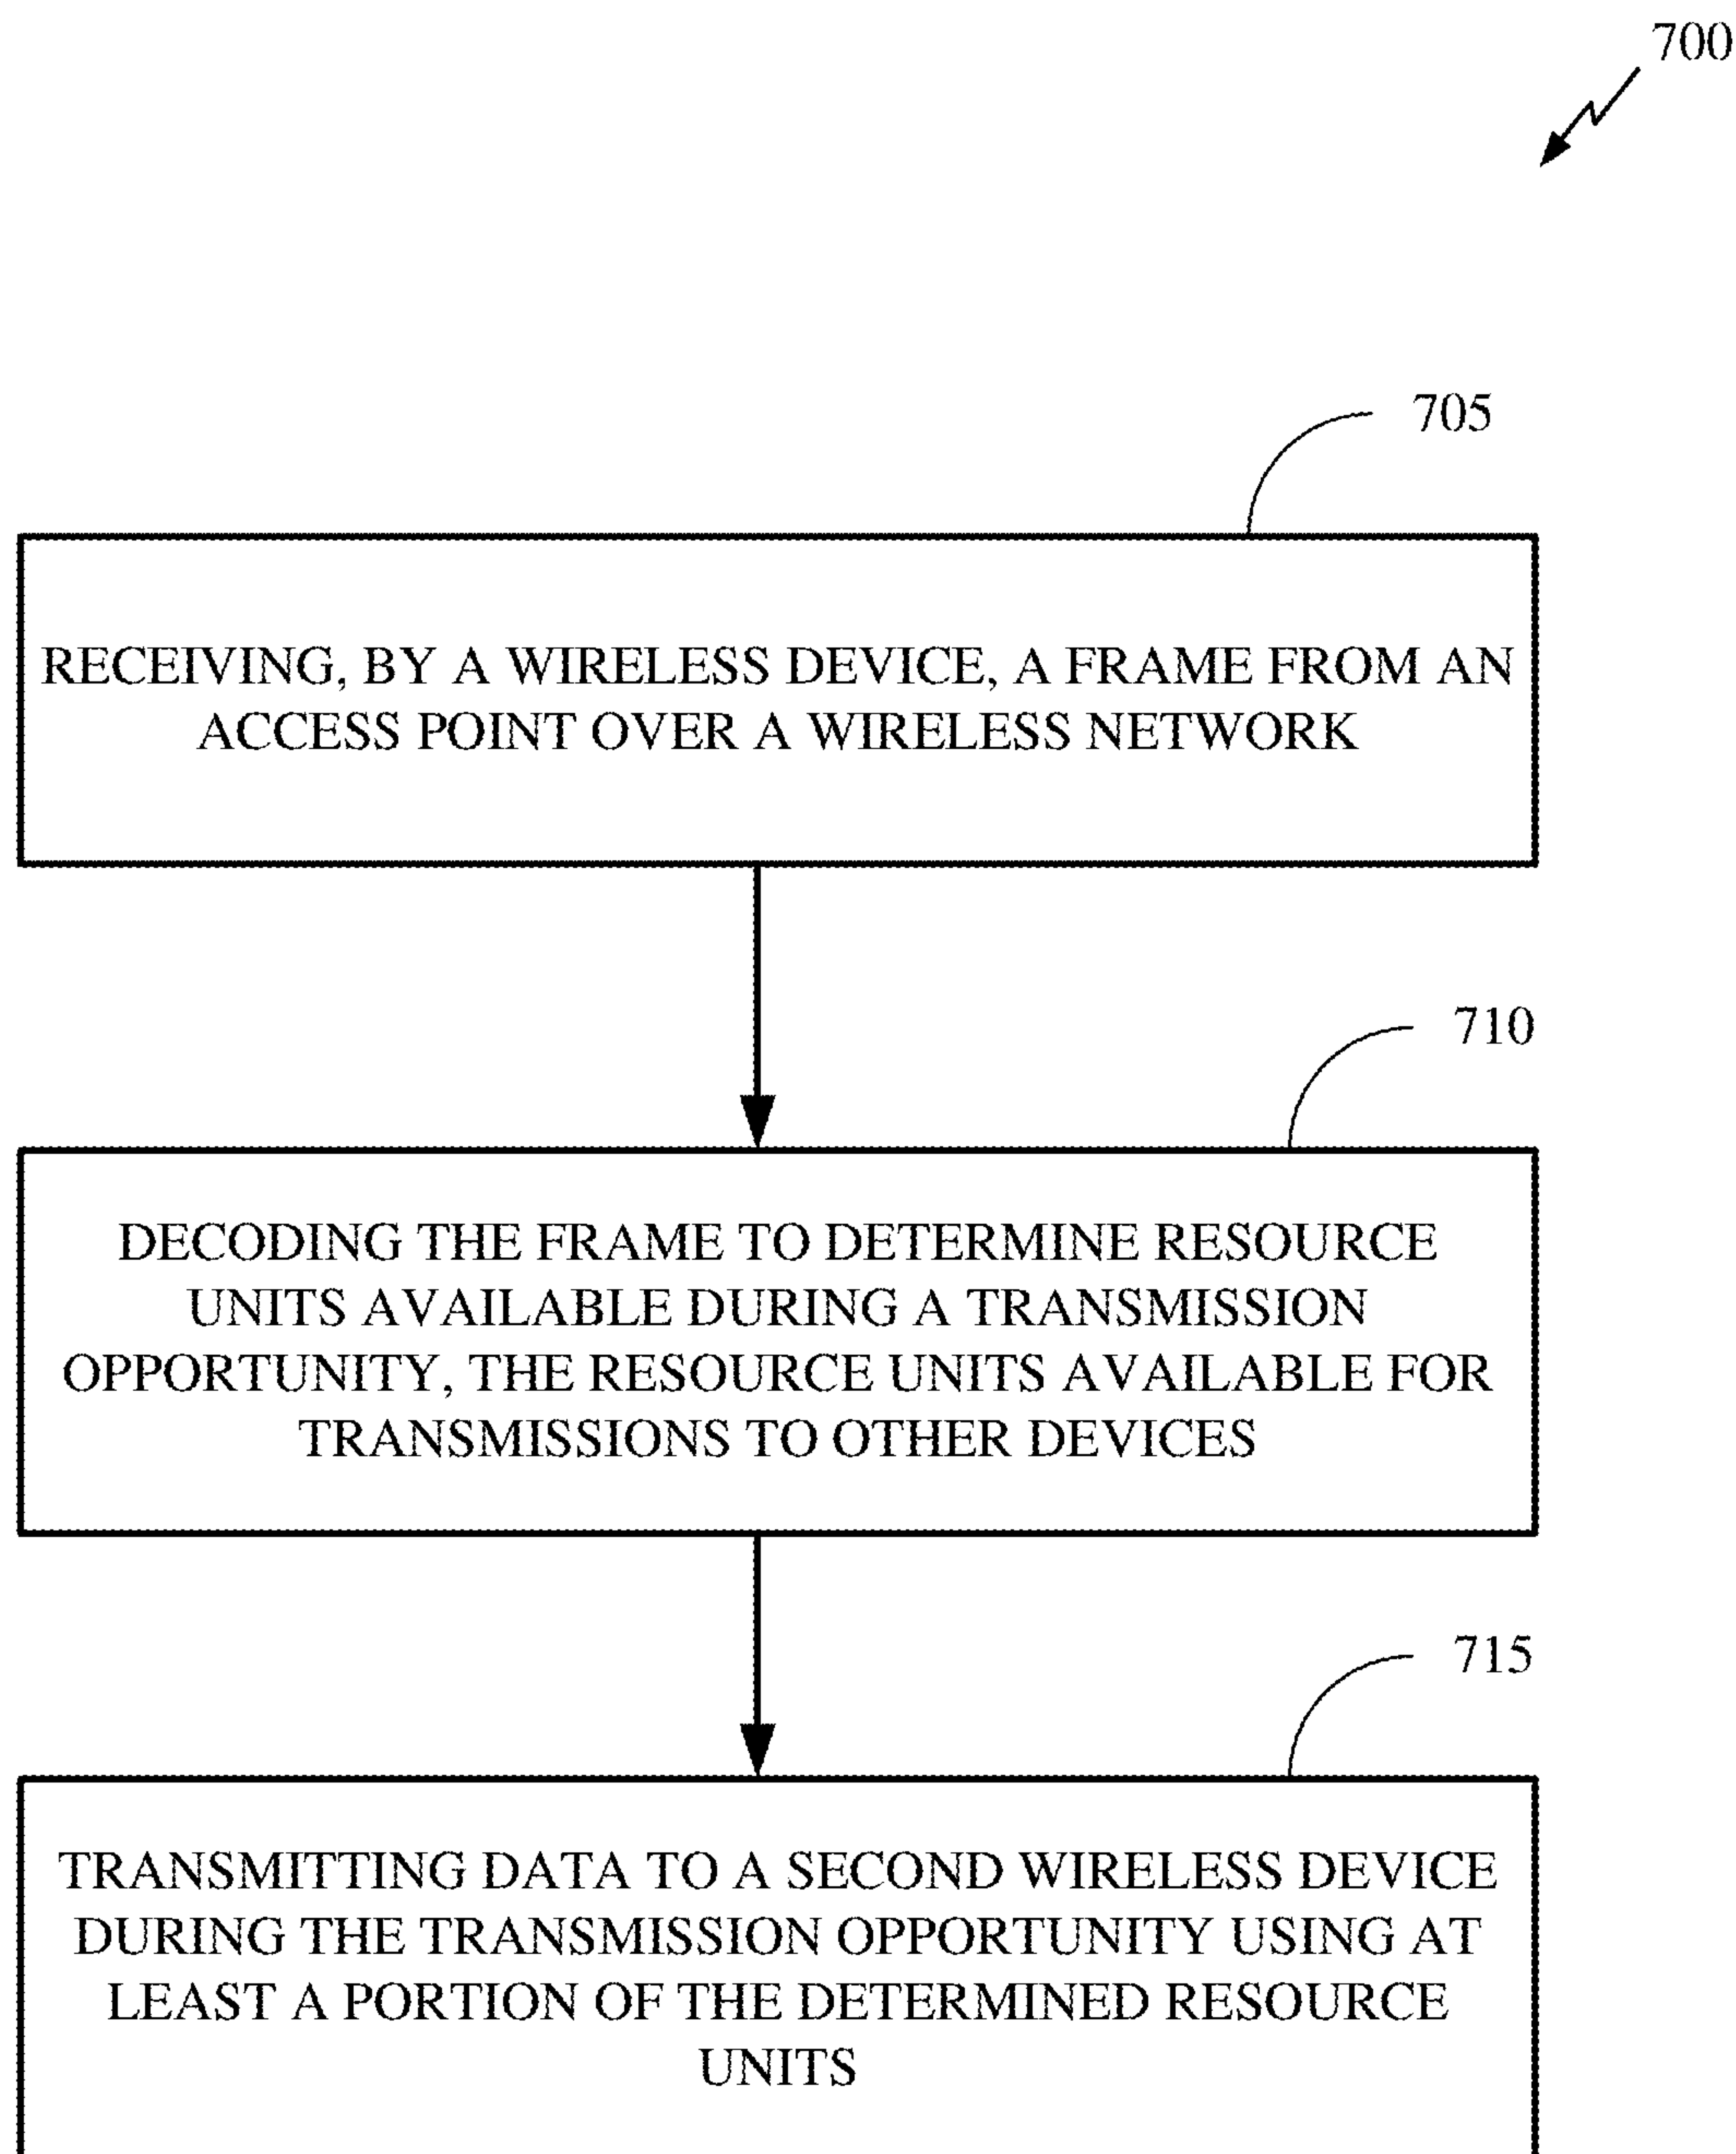 700
705
RECEIVING, BY A WIRELESS DEVICE, A FRAME FROM AN
ACCESS POINT OVER A WIRELESS NETWORK
710
DECODING THE FRAME TO DETERMINE RESOURCE
UNITS AVAILABLE DURING A TRANSMISSION
OPPORTUNITY, THE RESOURCE UNITS AVAILABLE FOR
TRANSMISSIONS TO OTHER DEVICES
715
TRANSMITTING DATA TO A SECOND WIRELESS DEVICE
DURING THE TRANSMISSION OPPORTUNITY USING AT
LEAST A PORTION OF THE DETERMINED RESOURCE
UNITS